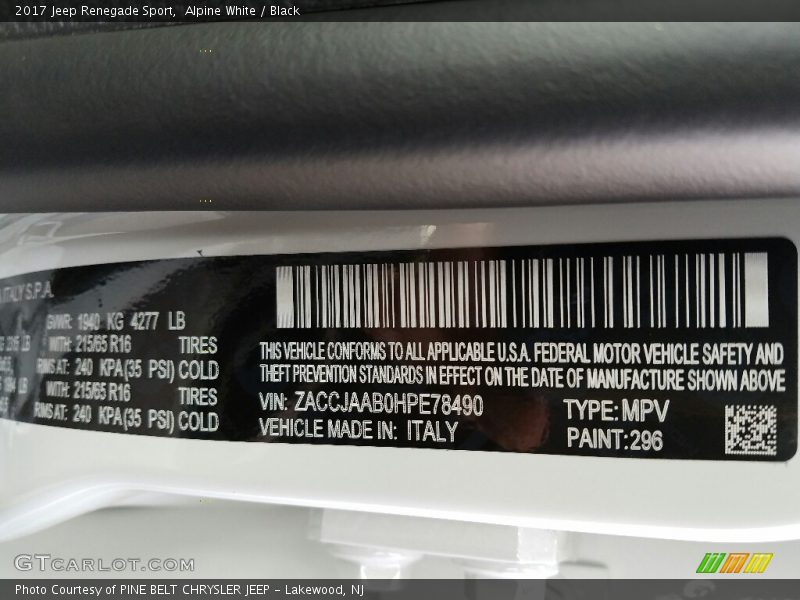 2017 Jeep Renegade Sport, Alpine White / Black
ITALY S.P.A.
GVWR: 1940 KG 4277 LB
WITH: 215/65 R16 TIRES
RIMS AT: 240 KPA(35 PSI) COLD
WITH: 215/65 R16 TIRES
RIMS AT: 240 KPA(35 PSI) COLD
THIS VEHICLE CONFORMS TO ALL APPLICABLE U.S.A. FEDERAL MOTOR VEHICLE SAFETY AND
THEFT PREVENTION STANDARDS IN EFFECT ON THE DATE OF MANUFACTURE SHOWN ABOVE
VIN: ZACCJAAB0HPE78490 TYPE: MPV
VEHICLE MADE IN: ITALY PAINT:296
GTCARLOT.COM
Photo Courtesy of PINE BELT CHRYSLER JEEP - Lakewood, NJ